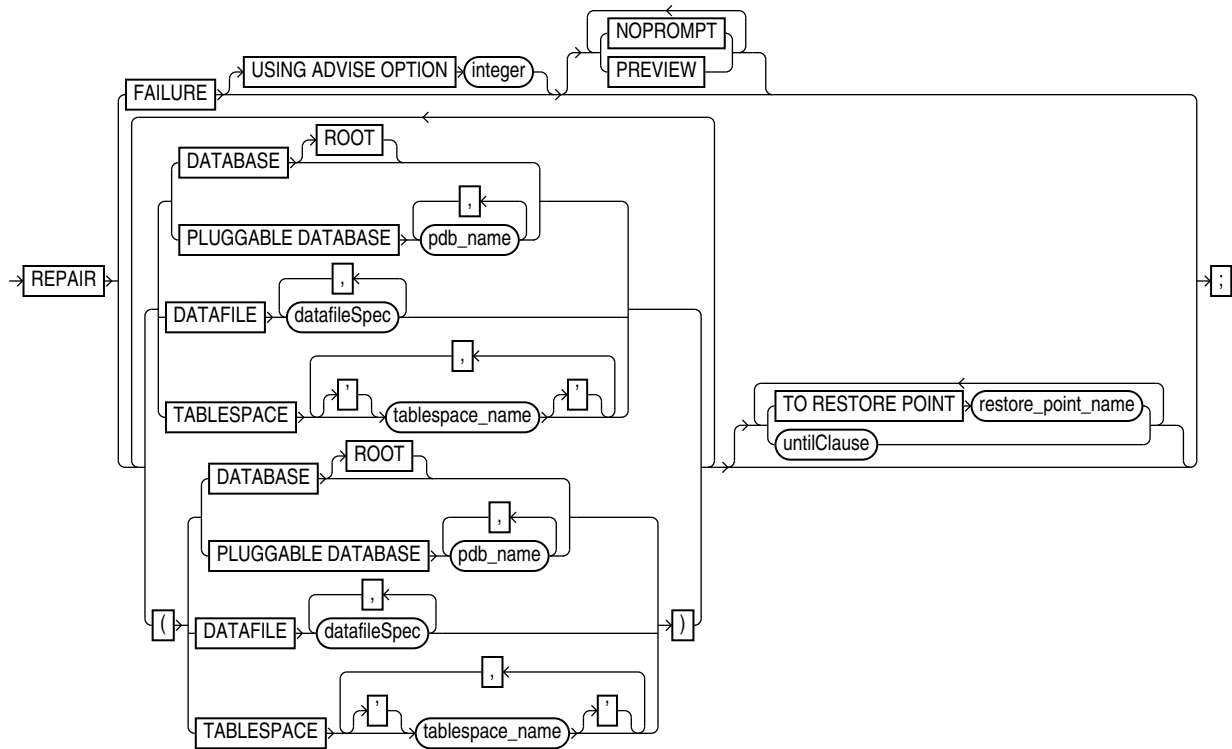 NOPROMPT
USING ADVISE OPTION integer
PREVIEW
FAILURE
ROOT
DATABASE
,
PLUGGABLE DATABASE pdb_name
REPAIR
;
,
DATAFILE datafileSpec
,
' '
TABLESPACE tablespace_name
TO RESTORE POINT restore_point_name
untilClause
ROOT
DATABASE
,
PLUGGABLE DATABASE pdb_name
,
( DATAFILE datafileSpec )
,
' '
TABLESPACE tablespace_name